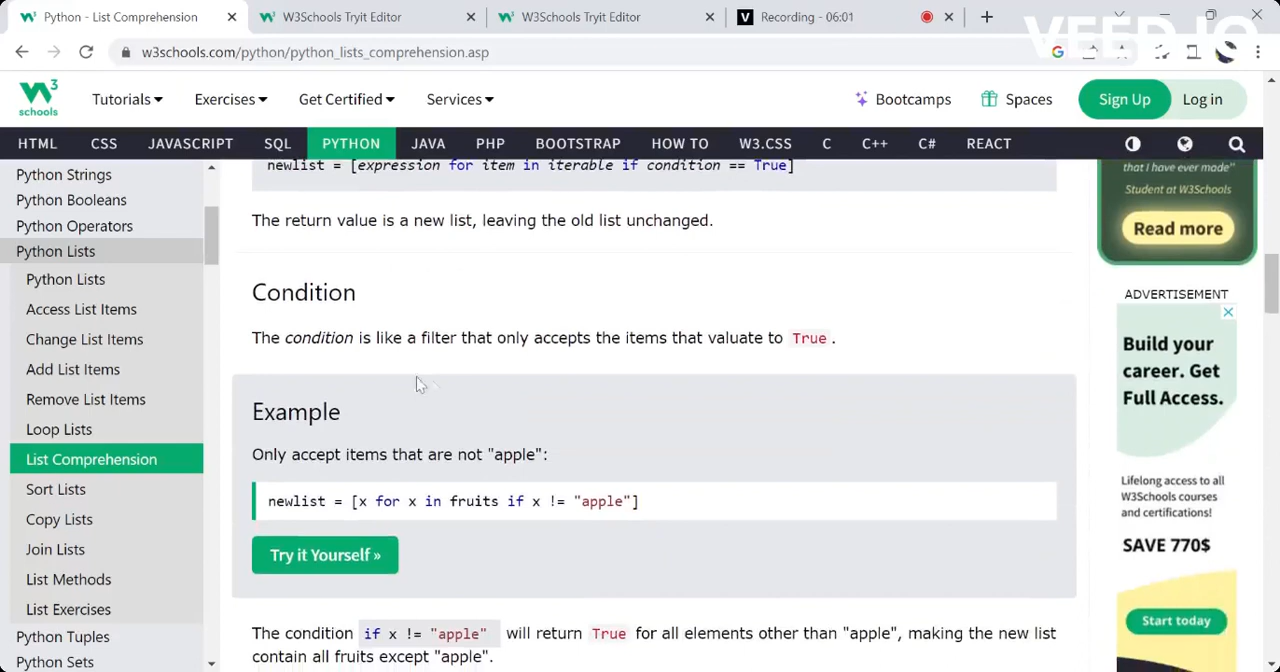 Python - List Comprehension
W3Schools Tryit Editor
W3Schools Tryit Editor
V
Recording - 06:01
VEED.IO
w3schools.com/python/python_lists_comprehension.asp
G
W3
schools
Tutorials
Exercises
Get Certified
Services
Bootcamps
Spaces
Sign Up
Log in
HTML
CSS
JAVASCRIPT
SQL
PYTHON
JAVA
PHP
BOOTSTRAP
HOW TO
W3.CSS
C
C++
C#
REACT
Python Strings
Python Booleans
Python Operators
Python Lists
Python Lists
Access List Items
Change List Items
Add List Items
Remove List Items
Loop Lists
List Comprehension
Sort Lists
Copy Lists
Join Lists
List Methods
List Exercises
Python Tuples
Python Sets
newlist = [expression for item in iterable if condition == True]
The return value is a new list, leaving the old list unchanged.
Condition
The condition is like a filter that only accepts the items that valuate to True.
Example
Only accept items that are not "apple":
newlist = [x for x in fruits if x != "apple"]
Try it Yourself »
The condition if x != "apple" will return True for all elements other than "apple", making the new list
contain all fruits except "apple".
that I have ever made"
Student at W3Schools
Read more
ADVERTISEMENT
Build your
career. Get
Full Access.
Lifelong access to all
W3Schools courses
and certifications!
SAVE 770$
Start today